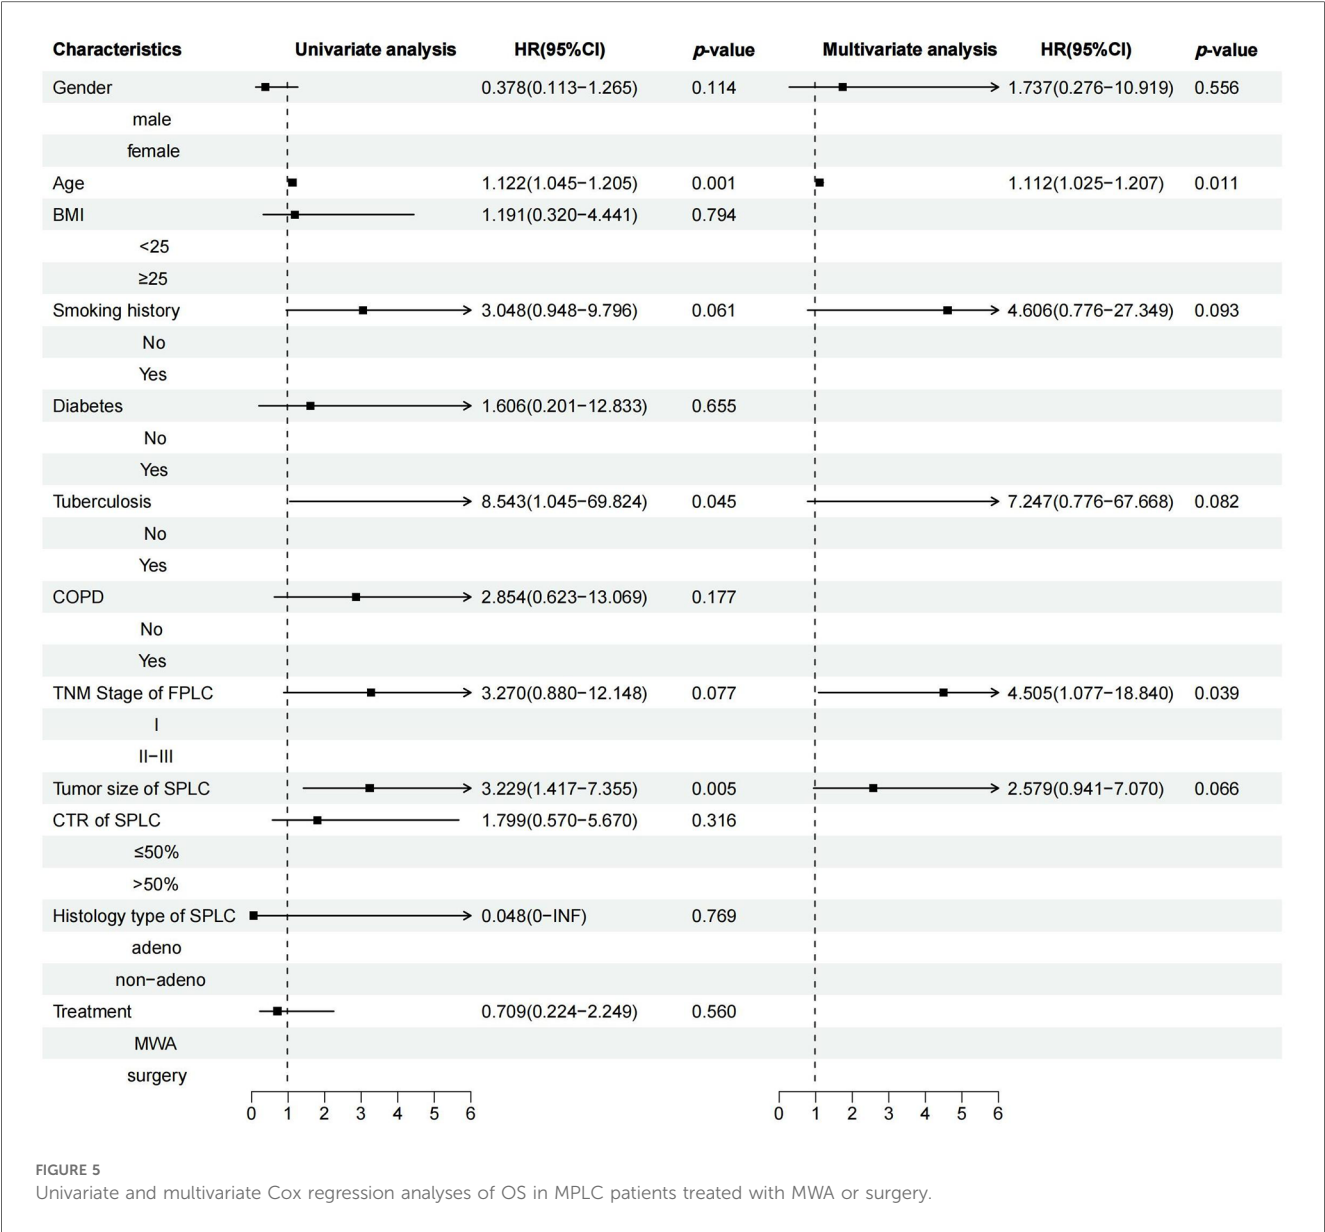 Characteristics Univariate analysis HR(95%CI) p-value Multivariate analysis HR(95%CI) p-value
Gender 0.378(0.113−1.265) 0.114 1.737(0.276−10.919) 0.556
male
female
Age 1.122(1.045−1.205) 0.001 1.112(1.025−1.207) 0.011
BMI 1.191(0.320−4.441) 0.794
<25
≥25
Smoking history 3.048(0.948−9.796) 0.061 4.606(0.776−27.349) 0.093
No
Yes
Diabetes 1.606(0.201−12.833) 0.655
No
Yes
Tuberculosis 8.543(1.045−69.824) 0.045 7.247(0.776−67.668) 0.082
No
Yes
COPD 2.854(0.623−13.069) 0.177
No
Yes
TNM Stage of FPLC 3.270(0.880−12.148) 0.077 4.505(1.077−18.840) 0.039
I
II−III
Tumor size of SPLC 3.229(1.417−7.355) 0.005 2.579(0.941−7.070) 0.066
CTR of SPLC 1.799(0.570−5.670) 0.316
≤50%
>50%
Histology type of SPLC 0.048(0−INF) 0.769
adeno
non−adeno
Treatment 0.709(0.224−2.249) 0.560
MWA
surgery
0 1 2 3 4 5 6 0 1 2 3 4 5 6
FIGURE 5
Univariate and multivariate Cox regression analyses of OS in MPLC patients treated with MWA or surgery.